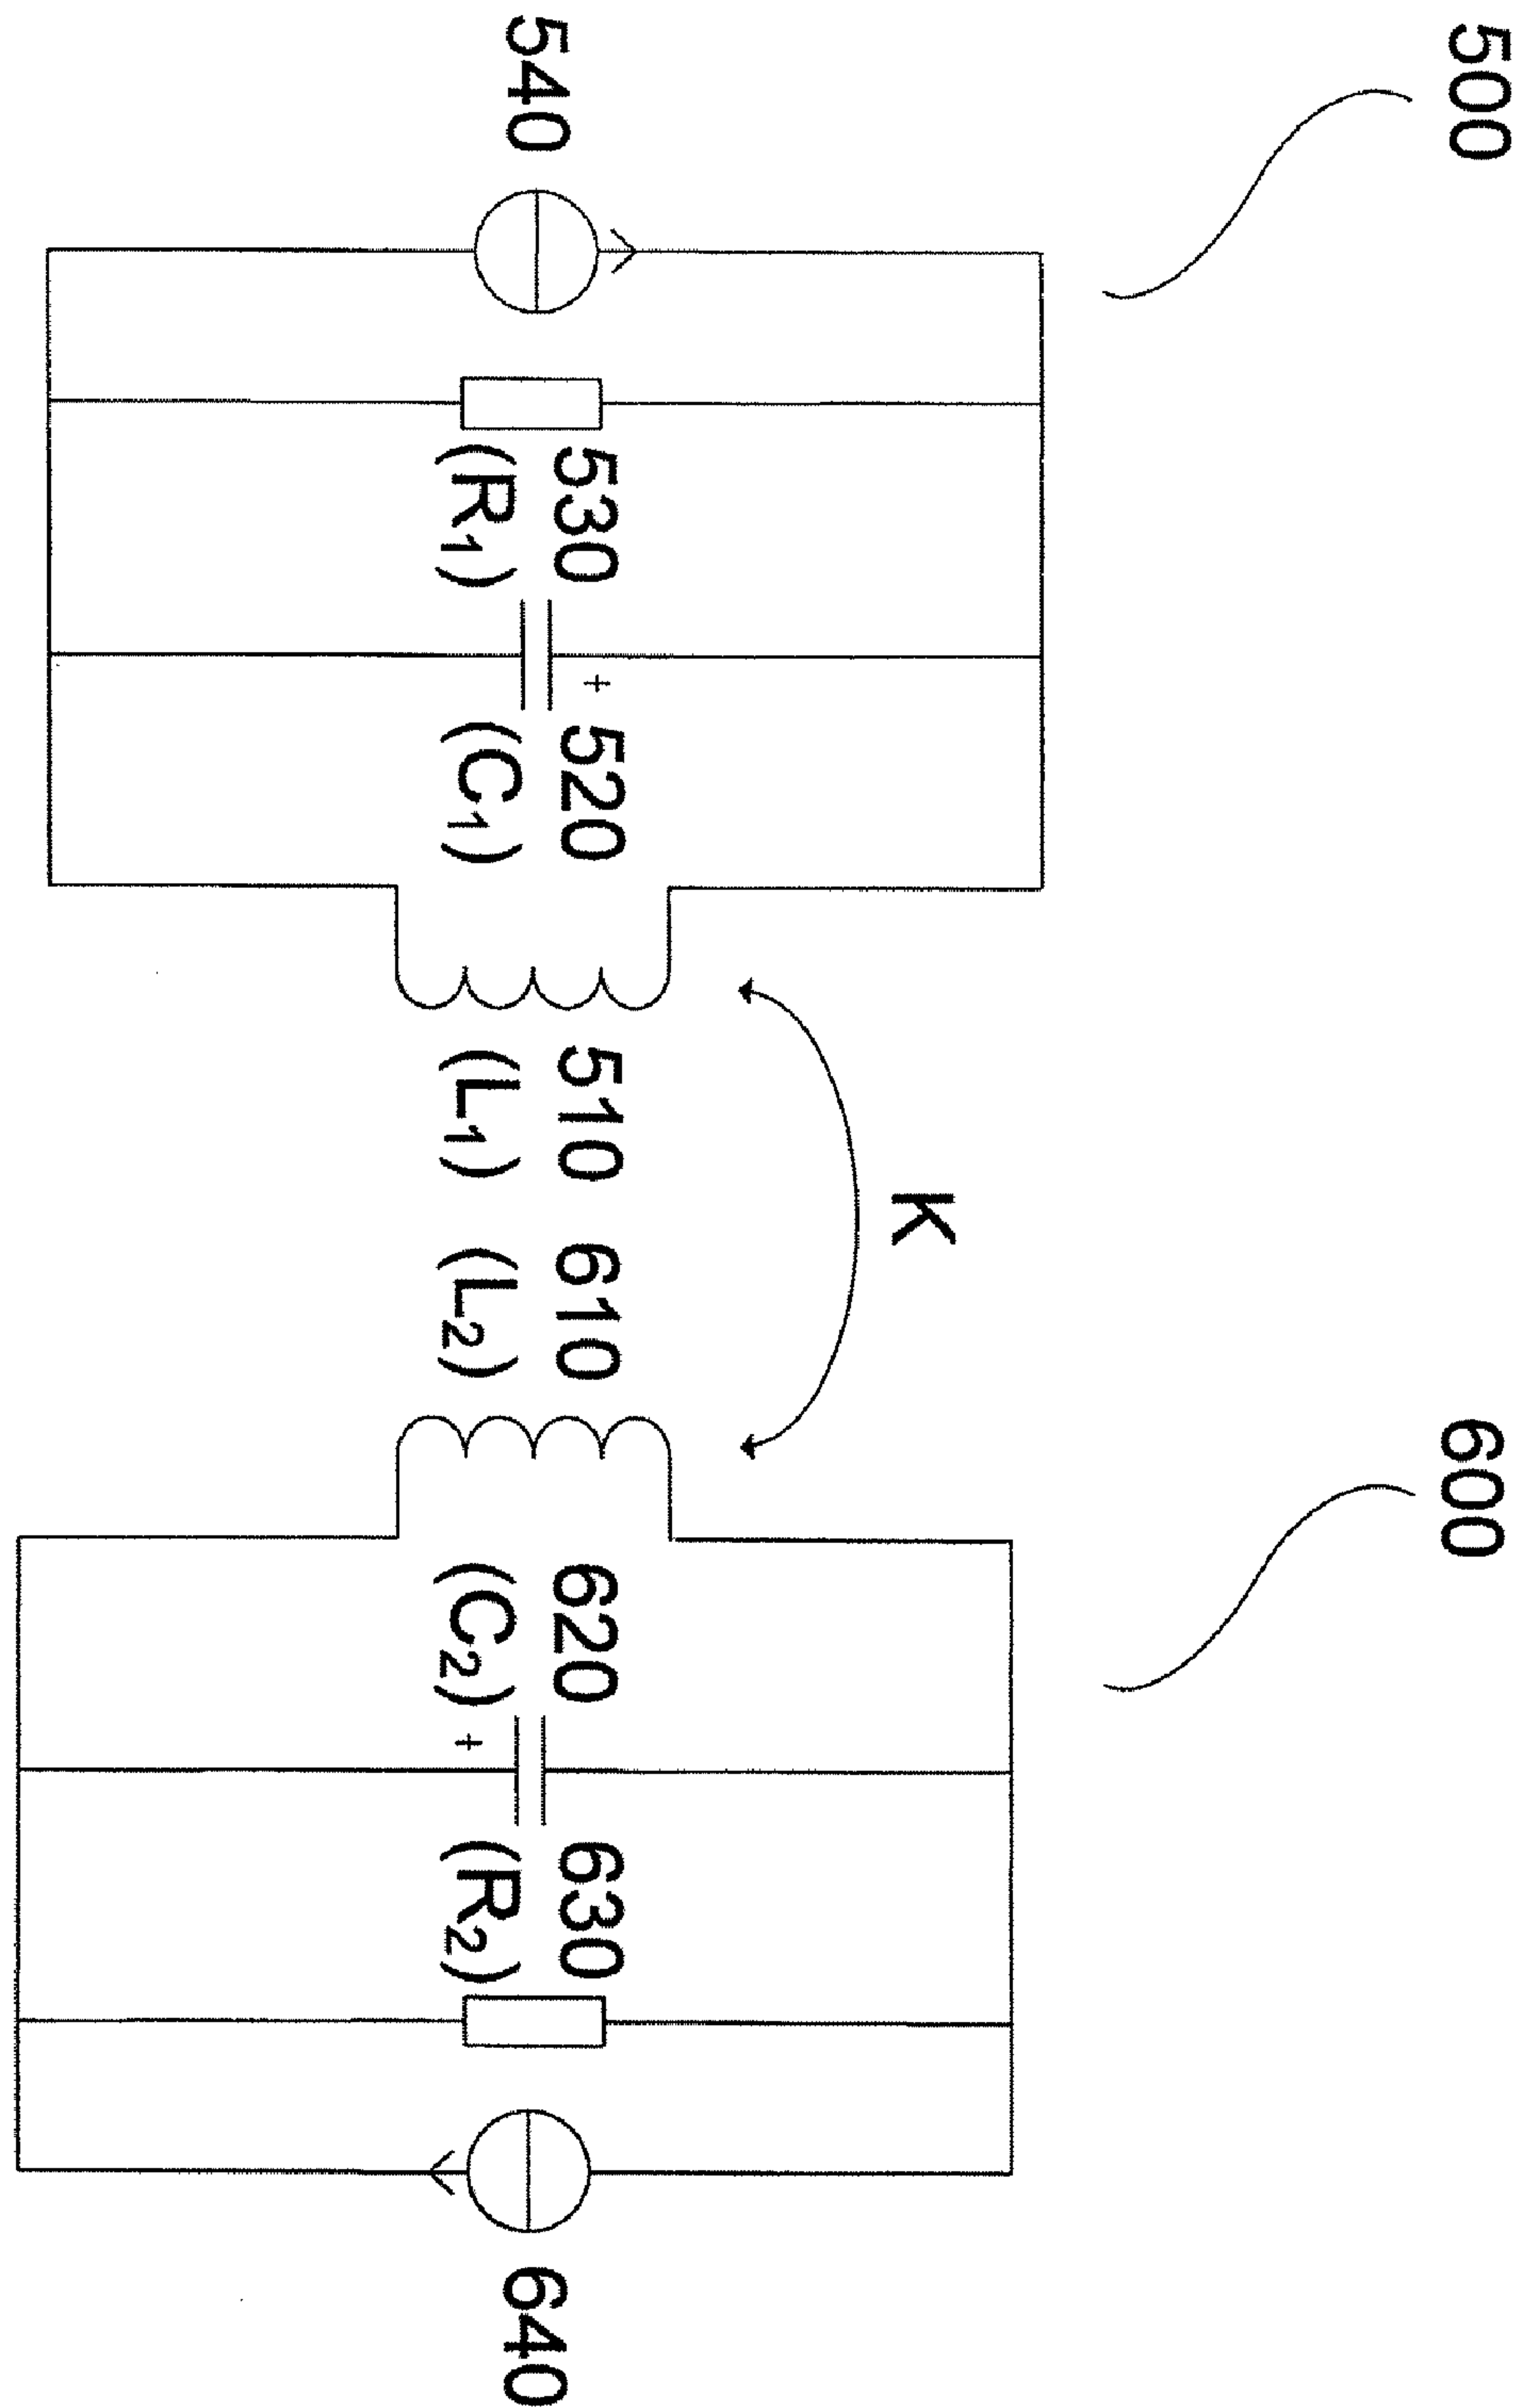 500
600
K
540
530
(R₁)
520
(C₁)
+
510
(L₁)
610
(L₂)
620
(C₂)
+
630
(R₂)
640